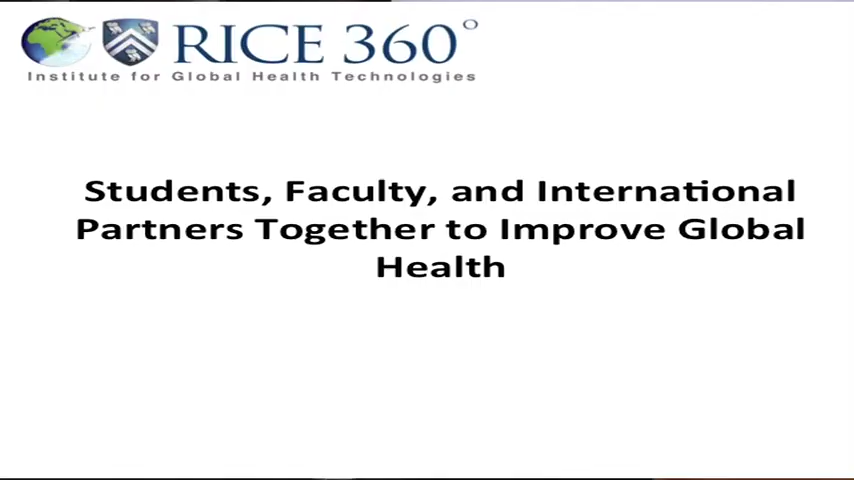 RICE 360°
Institute for Global Health Technologies
Students, Faculty, and International
Partners Together to Improve Global
Health